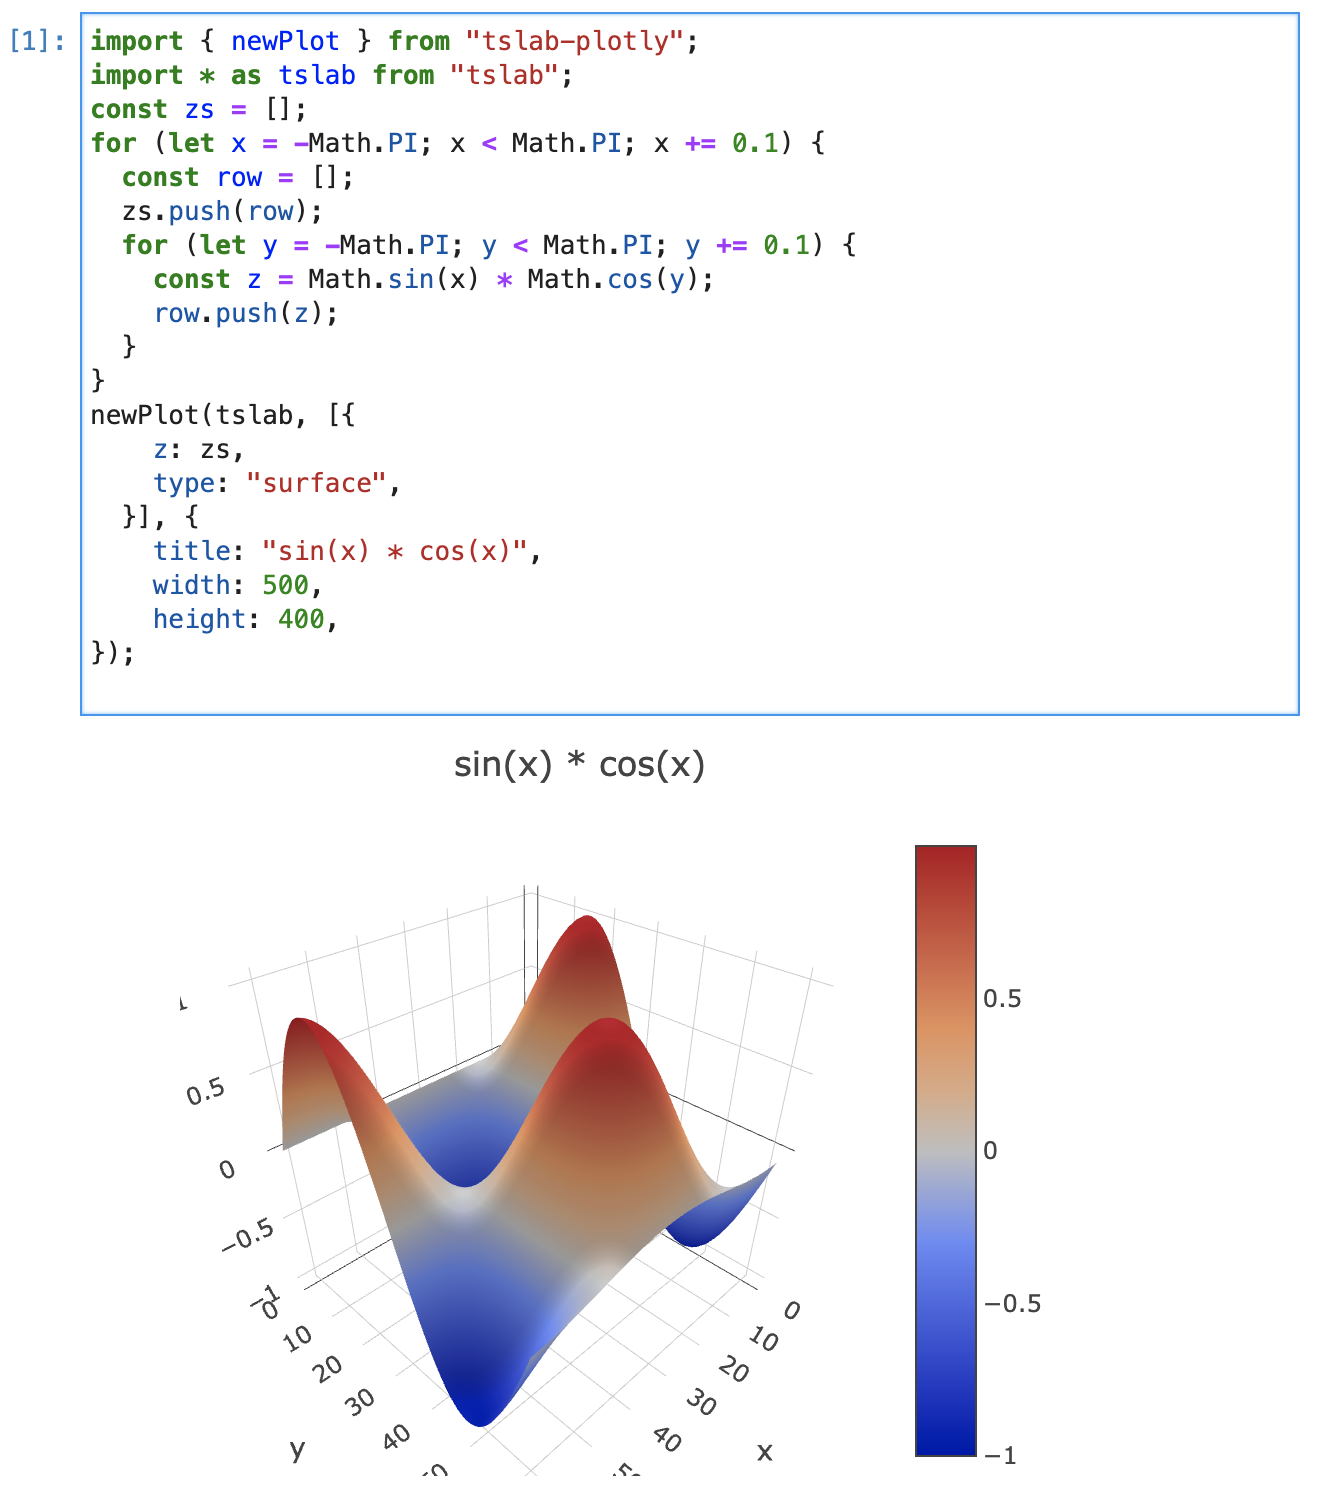 [1]: import { newPlot } from "tslab-plotly";
import * as tslab from "tslab";
const zs = [];
for (let x = -Math.PI; x < Math.PI; x += 0.1) {
  const row = [];
  zs.push(row);
  for (let y = -Math.PI; y < Math.PI; y += 0.1) {
    const z = Math.sin(x) * Math.cos(y);
    row.push(z);
  }
}
newPlot(tslab, [{
    z: zs,
    type: "surface",
  }], {
    title: "sin(x) * cos(x)",
    width: 500,
    height: 400,
});
sin(x) * cos(x)
0.5
0
−0.5
−1
1
0.5
0
−0.5
−1
0
10
20
30
40
50
y
0
10
20
30
40
50
x